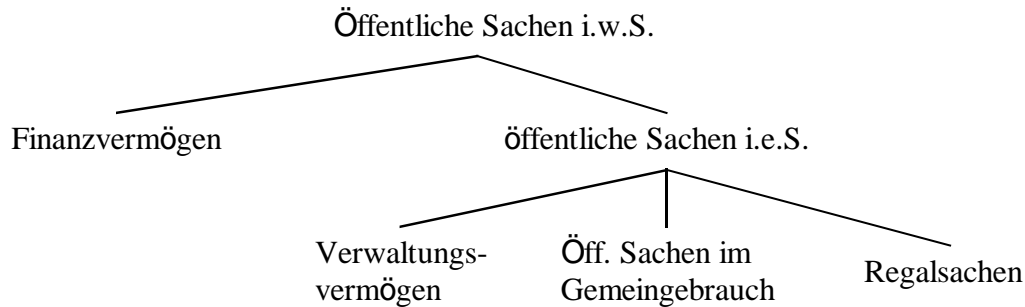 Öffentliche Sachen i.w.S.
Finanzvermögen
öffentliche Sachen i.e.S.
Verwaltungs-
vermögen
Öff. Sachen im
Gemeingebrauch
Regalsachen